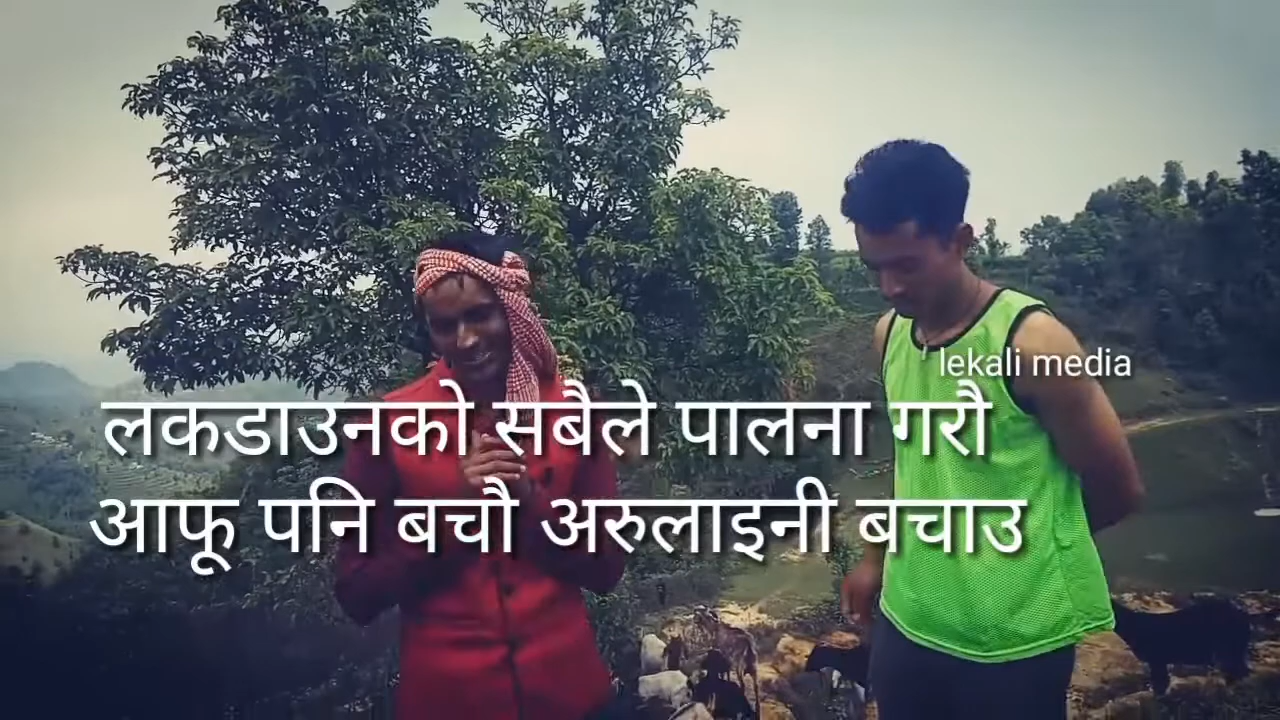 lekali media
लकडाउनको सबैले पालना गरौ
आफू पनि बचौ अरुलाइनी बचाउ